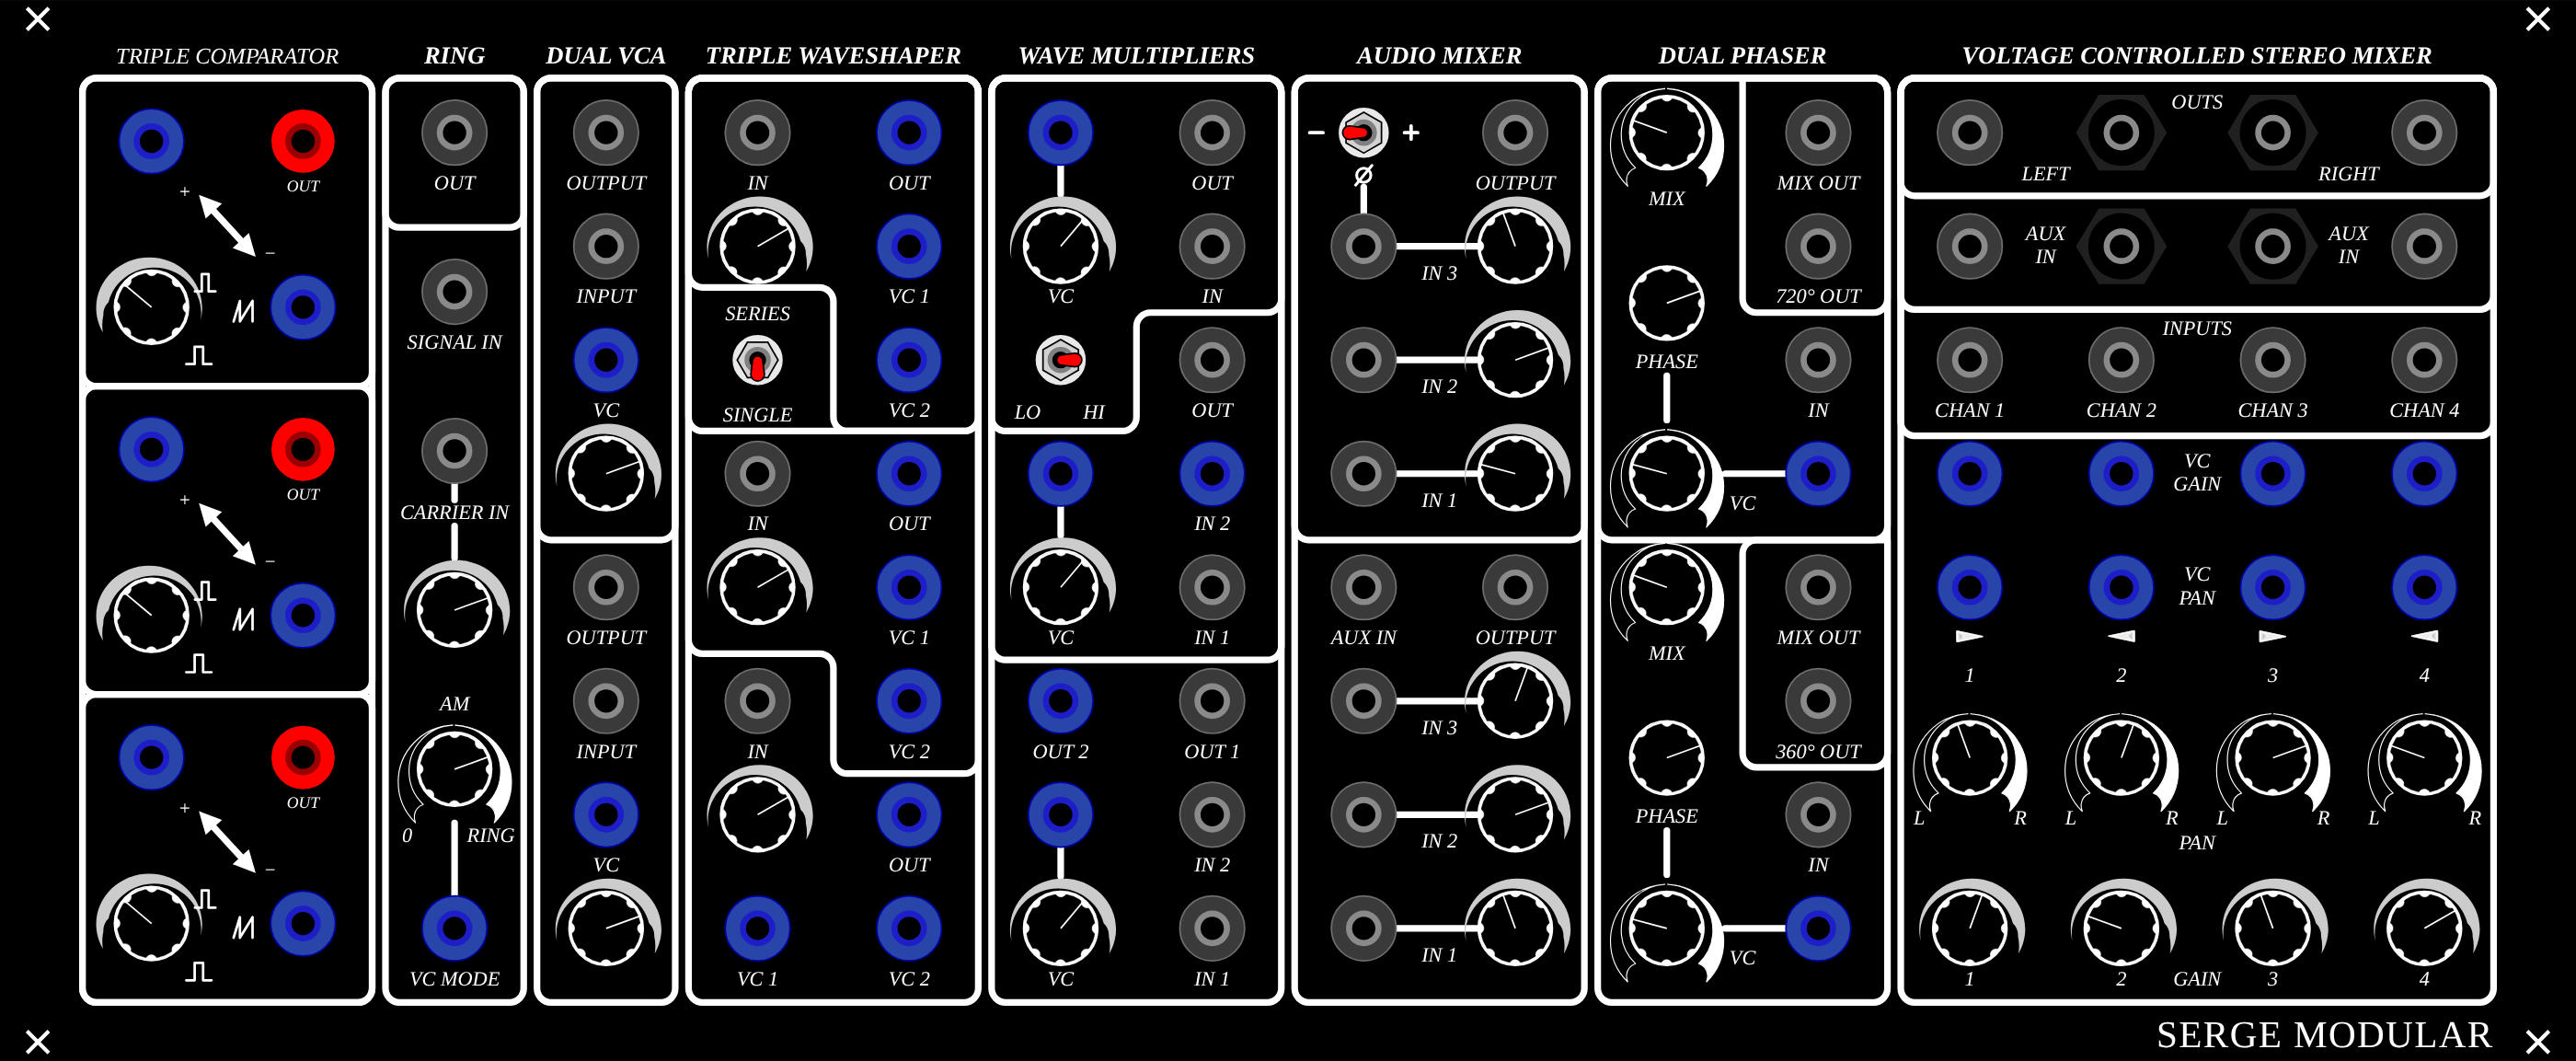 TRIPLE COMPARATOR
OUT
+
−
OUT
+
−
OUT
+
−
RING
OUT
SIGNAL IN
CARRIER IN
AM
0 RING
VC MODE
DUAL VCA
OUTPUT
INPUT
VC
OUTPUT
INPUT
VC
TRIPLE WAVESHAPER
IN OUT
VC 1
SERIES
SINGLE VC 2
IN OUT
VC 1
IN VC 2
OUT
VC 1 VC 2
WAVE MULTIPLIERS
OUT
VC IN
LO HI OUT
IN 2
VC IN 1
OUT 2 OUT 1
IN 2
VC IN 1
AUDIO MIXER
− +
Ø OUTPUT
IN 3
IN 2
IN 1
AUX IN OUTPUT
IN 3
IN 2
IN 1
DUAL PHASER
MIX MIX OUT
720° OUT
PHASE
IN
VC
MIX MIX OUT
360° OUT
PHASE
IN
VC
VOLTAGE CONTROLLED STEREO MIXER
OUTS
LEFT RIGHT
AUX AUX
IN IN
INPUTS
CHAN 1 CHAN 2 CHAN 3 CHAN 4
VC
GAIN
VC
PAN
1 2 3 4
L R L R L R L R
PAN
1 2 GAIN 3 4
SERGE MODULAR